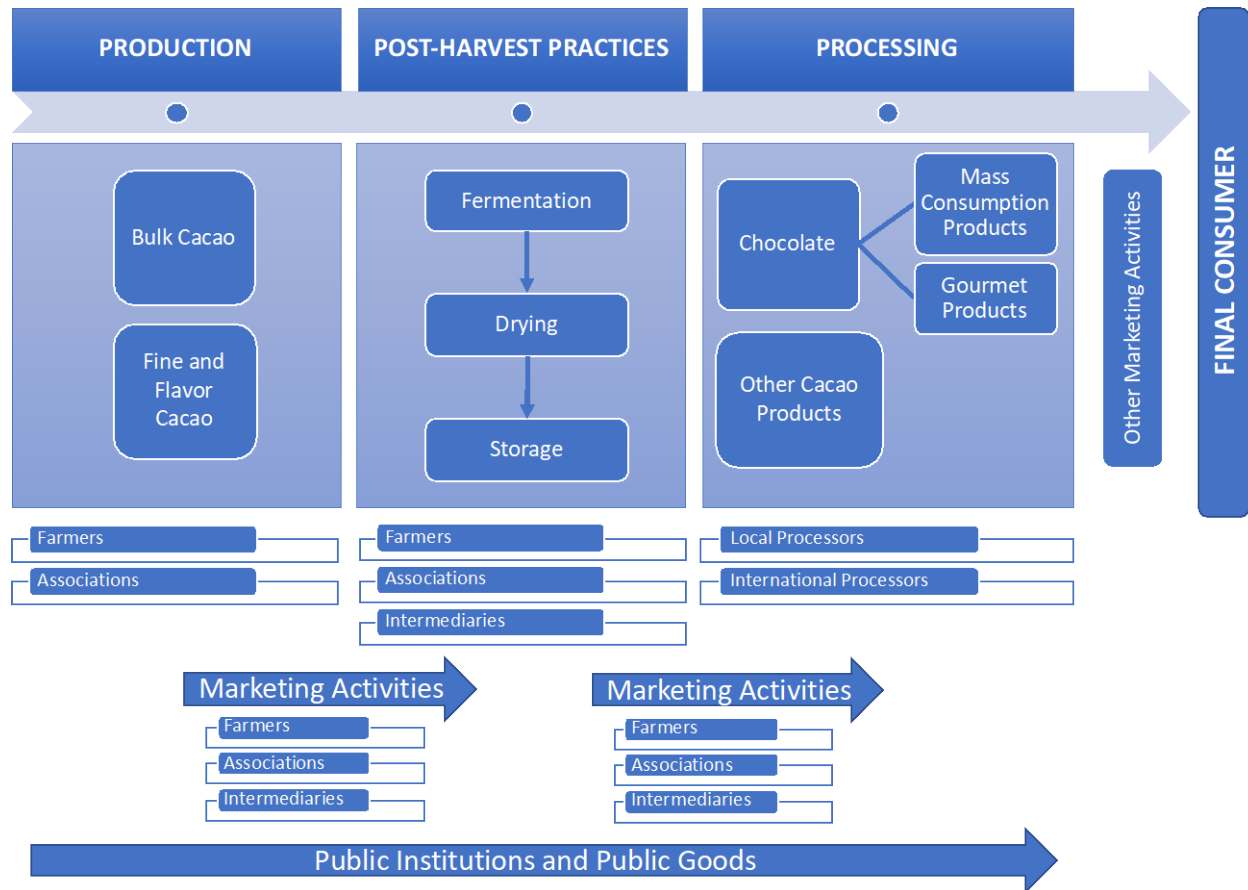 PRODUCTION
POST-HARVEST PRACTICES
PROCESSING
Bulk Cacao
Fine and
Flavor
Cacao
Fermentation
Drying
Storage
Chocolate
Mass
Consumption
Products
Gourmet
Products
Other Cacao
Products
Other Marketing Activities
FINAL CONSUMER
Farmers
Associations
Farmers
Associations
Intermediaries
Local Processors
International Processors
Marketing Activities
Farmers
Associations
Intermediaries
Marketing Activities
Farmers
Associations
Intermediaries
Public Institutions and Public Goods